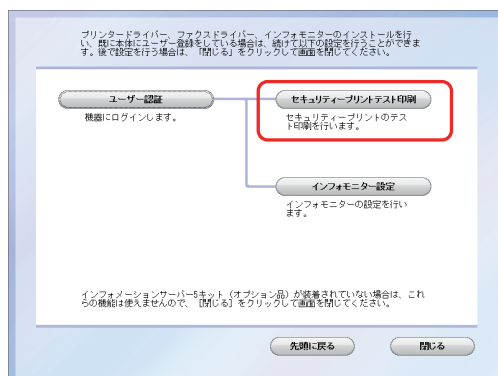 プリンタードライバー、ファクスドライバー、インフォモニターのインストールを行
い、既に本体にユーザー登録をしている場合は、続けて以下の設定を行うことができま
す。後で設定を行う場合は、「閉じる」をクリックして画面を閉じてください。
ユーザー認証
機器にログインします。
セキュリティープリントテスト印刷
セキュリティープリントのテス
ト印刷を行います。
インフォモニター設定
インフォモニターの設定を行い
ます。
インフォメーションサーバー5キット（オプション品）が装着されていない場合は、これ
らの機能は使えませんので、「閉じる」をクリックして画面を閉じてください。
先頭に戻る
閉じる